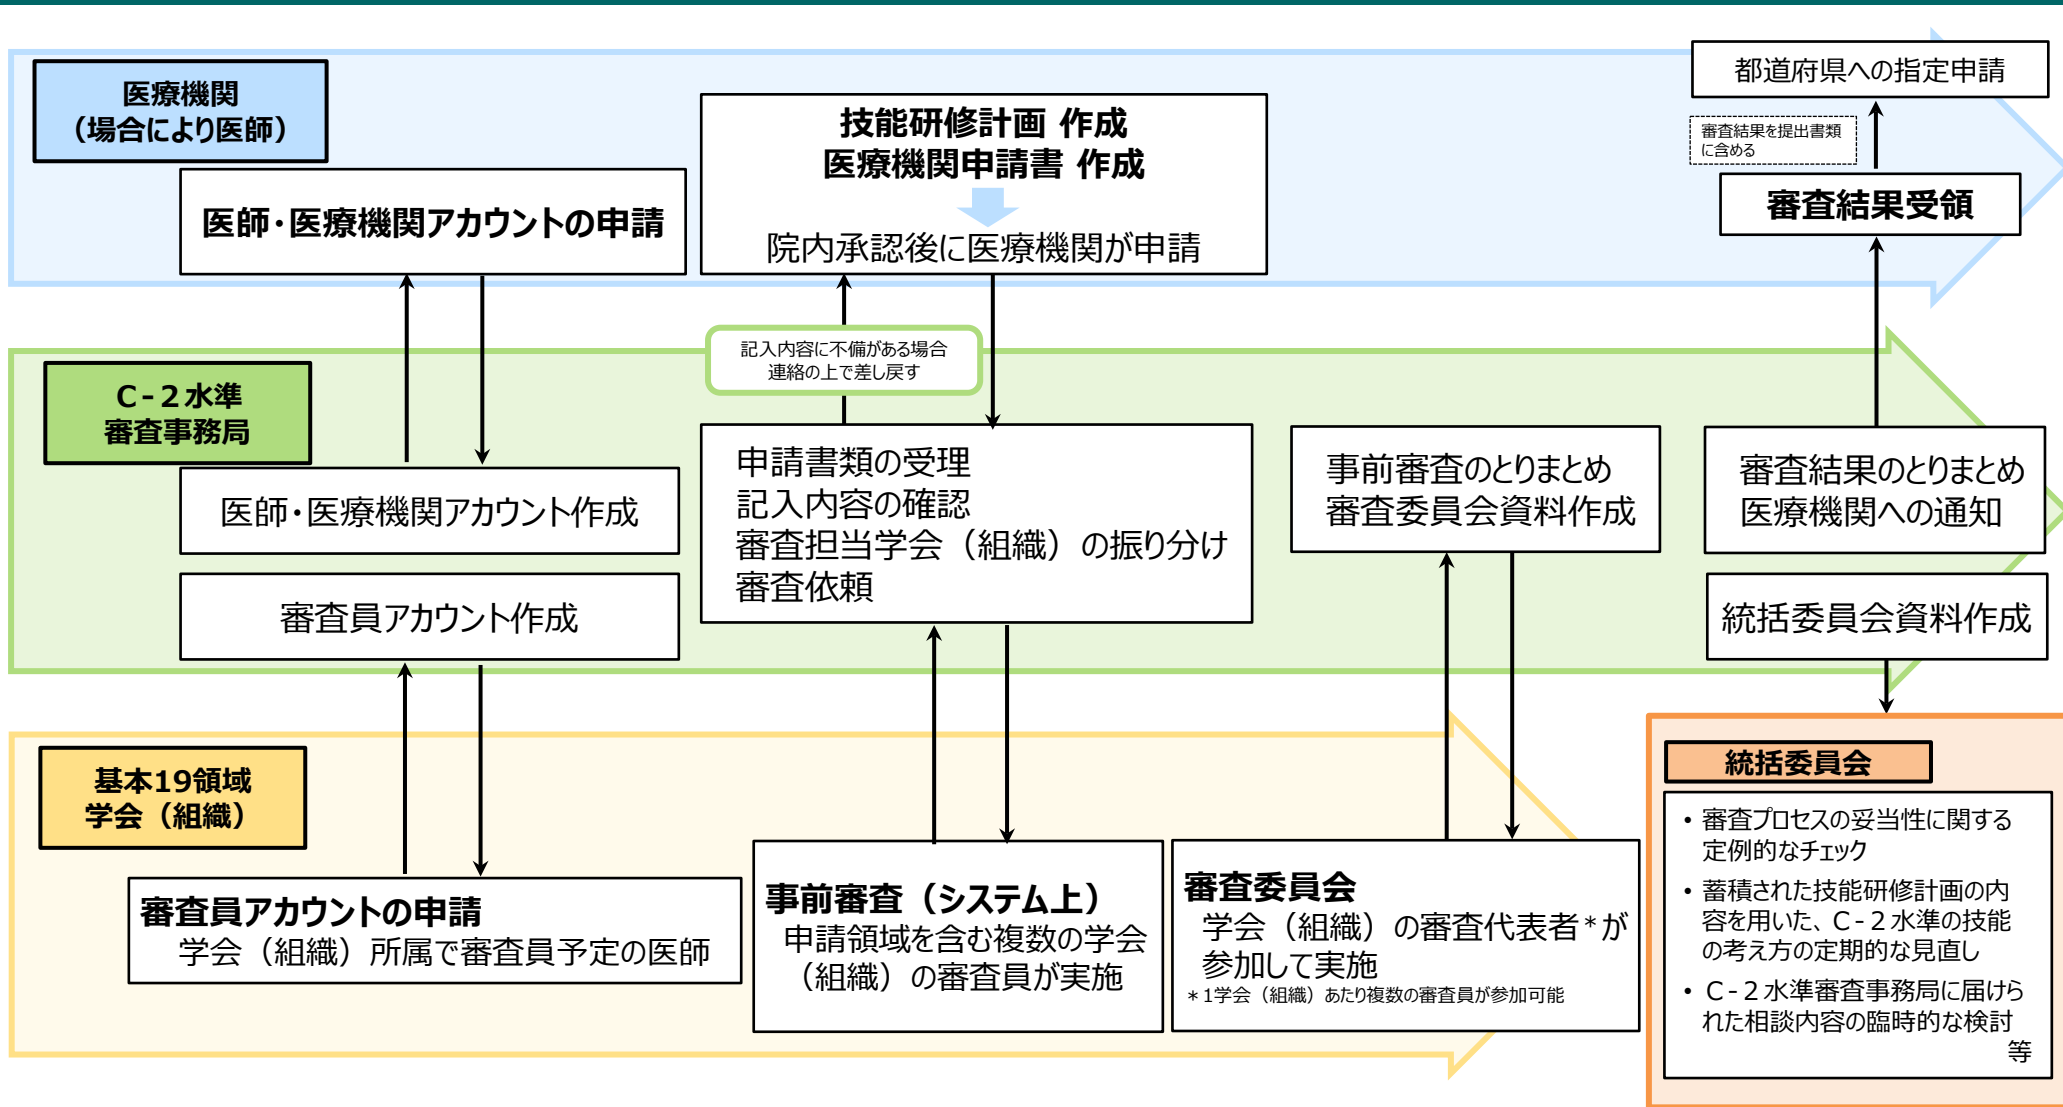 医療機関
（場合により医師）
医師・医療機関アカウントの申請
技能研修計画 作成
医療機関申請書 作成
院内承認後に医療機関が申請
都道府県への指定申請
審査結果を提出書類
に含める
審査結果受領
記入内容に不備がある場合
連絡の上で差し戻す
Ｃ-２水準
審査事務局
医師・医療機関アカウント作成
審査員アカウント作成
申請書類の受理
記入内容の確認
審査担当学会（組織）の振り分け
審査依頼
事前審査のとりまとめ
審査委員会資料作成
審査結果のとりまとめ
医療機関への通知
統括委員会資料作成
基本19領域
学会（組織）
審査員アカウントの申請
学会（組織）所属で審査員予定の医師
事前審査（システム上）
申請領域を含む複数の学会
（組織）の審査員が実施
審査委員会
学会（組織）の審査代表者＊が
参加して実施
＊1学会（組織）あたり複数の審査員が参加可能
統括委員会
• 審査プロセスの妥当性に関する
定例的なチェック
• 蓄積された技能研修計画の内
容を用いた、Ｃ-２水準の技能
の考え方の定期的な見直し
• Ｃ-２水準審査事務局に届けら
れた相談内容の臨時的な検討
等